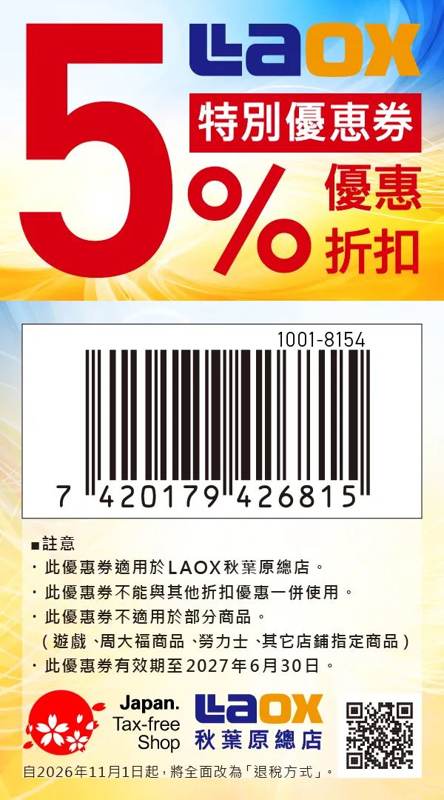 5%
LAOX
特別優惠券
優惠
折扣
1001-8154
7 420179 426815
■註意
・此優惠券適用於LAOX秋葉原總店。
・此優惠券不能與其他折扣優惠一併使用。
・此優惠券不適用於部分商品。
(遊戲、周大福商品、勞力士、其它店鋪指定商品)
・此優惠券有效期至2027年6月30日。
Japan.
Tax-free
Shop
LAOX
秋葉原總店
自2026年11月1日起,將全面改為「退稅方式」。